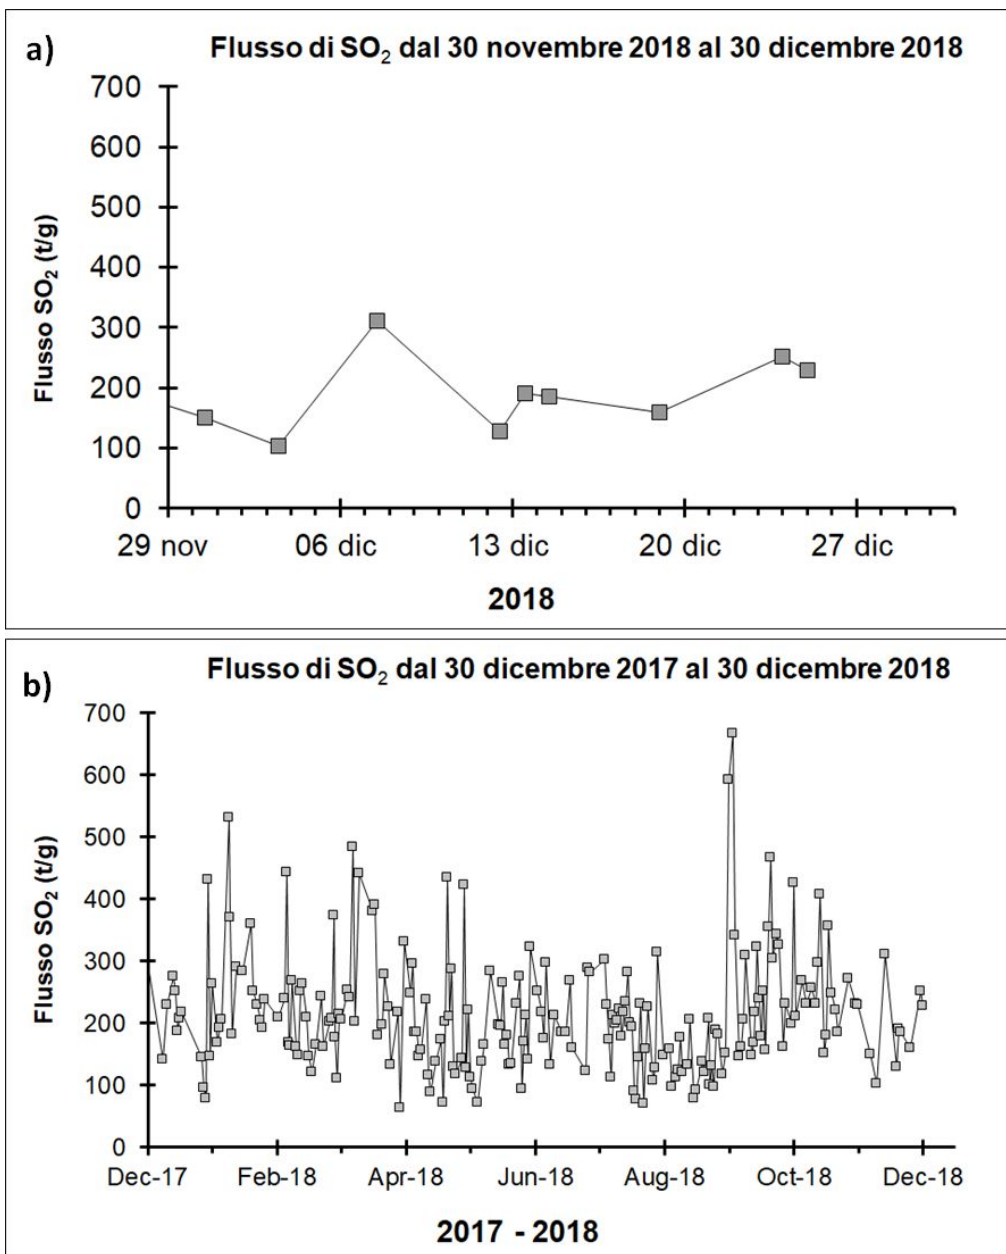 a)
Flusso di SO₂ dal 30 novembre 2018 al 30 dicembre 2018
700
600
500
400
300
200
100
0
Flusso SO₂ (t/g)
29 nov
06 dic
13 dic
20 dic
27 dic
2018
b)
Flusso di SO₂ dal 30 dicembre 2017 al 30 dicembre 2018
700
600
500
400
300
200
100
0
Flusso SO₂ (t/g)
Dec-17
Feb-18
Apr-18
Jun-18
Aug-18
Oct-18
Dec-18
2017 - 2018